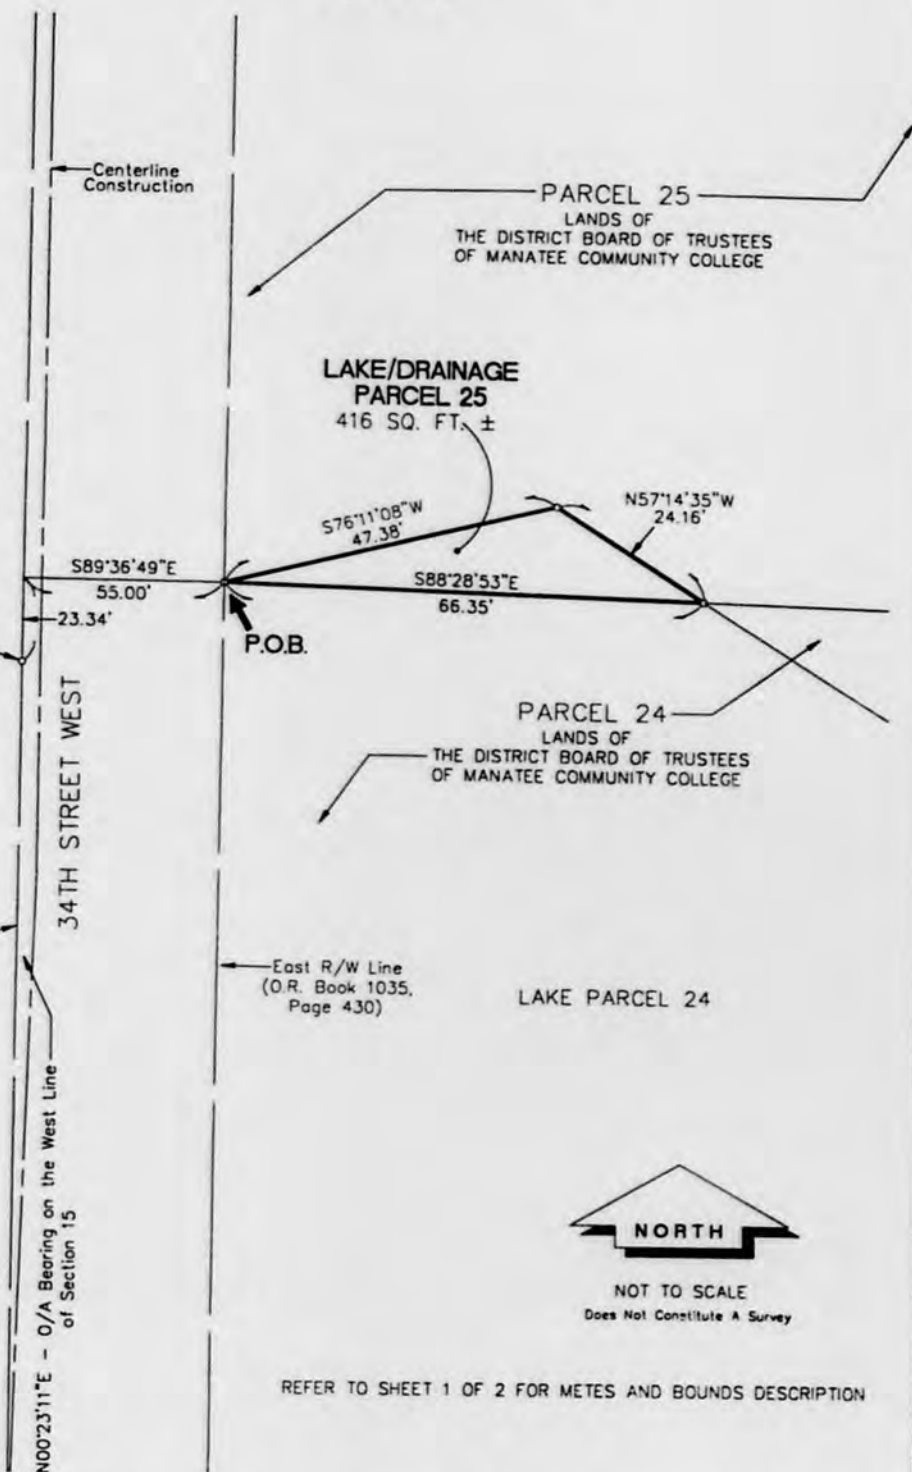 Centerline
Construction
PARCEL 25
LANDS OF
THE DISTRICT BOARD OF TRUSTEES
OF MANATEE COMMUNITY COLLEGE
LAKE/DRAINAGE
PARCEL 25
416 SQ. FT. ±
S76°11'08"W
47.38'
N57°14'35"W
24.16'
S89°36'49"E
55.00'
S88°28'53"E
66.35'
23.34'
P.O.B.
34TH STREET WEST
PARCEL 24
LANDS OF
THE DISTRICT BOARD OF TRUSTEES
OF MANATEE COMMUNITY COLLEGE
East R/W Line
(O.R. Book 1035,
Page 430)
LAKE PARCEL 24
N00°23'11"E - O/A Bearing on the West Line
of Section 15
NORTH
NOT TO SCALE
Does Not Constitute A Survey
REFER TO SHEET 1 OF 2 FOR METES AND BOUNDS DESCRIPTION